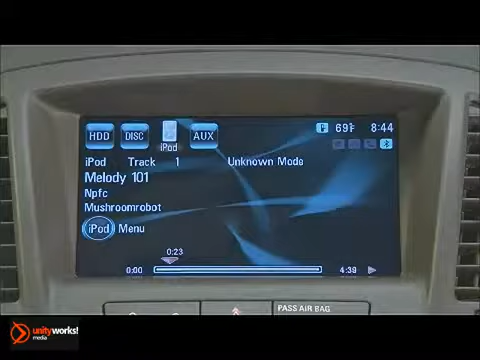 HDD DISC iPod AUX 69°F 8:44
iPod Track 1 Unknown Mode
Melody 101
Npfc
Mushroomrobot
iPod Menu
0:23
0:00 4:39
PASS AIR BAG
unityworks!
media